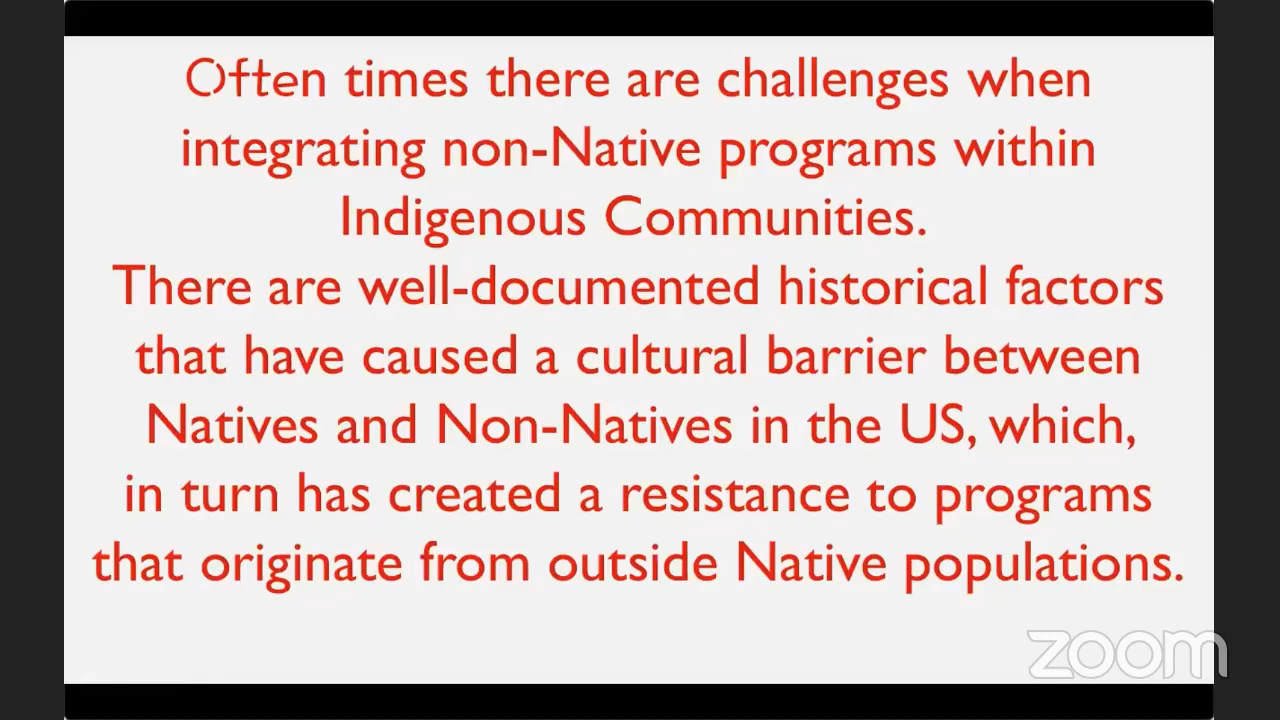 Often times there are challenges when
integrating non-Native programs within
Indigenous Communities.
There are well-documented historical factors
that have caused a cultural barrier between
Natives and Non-Natives in the US, which,
in turn has created a resistance to programs
that originate from outside Native populations.
zoom